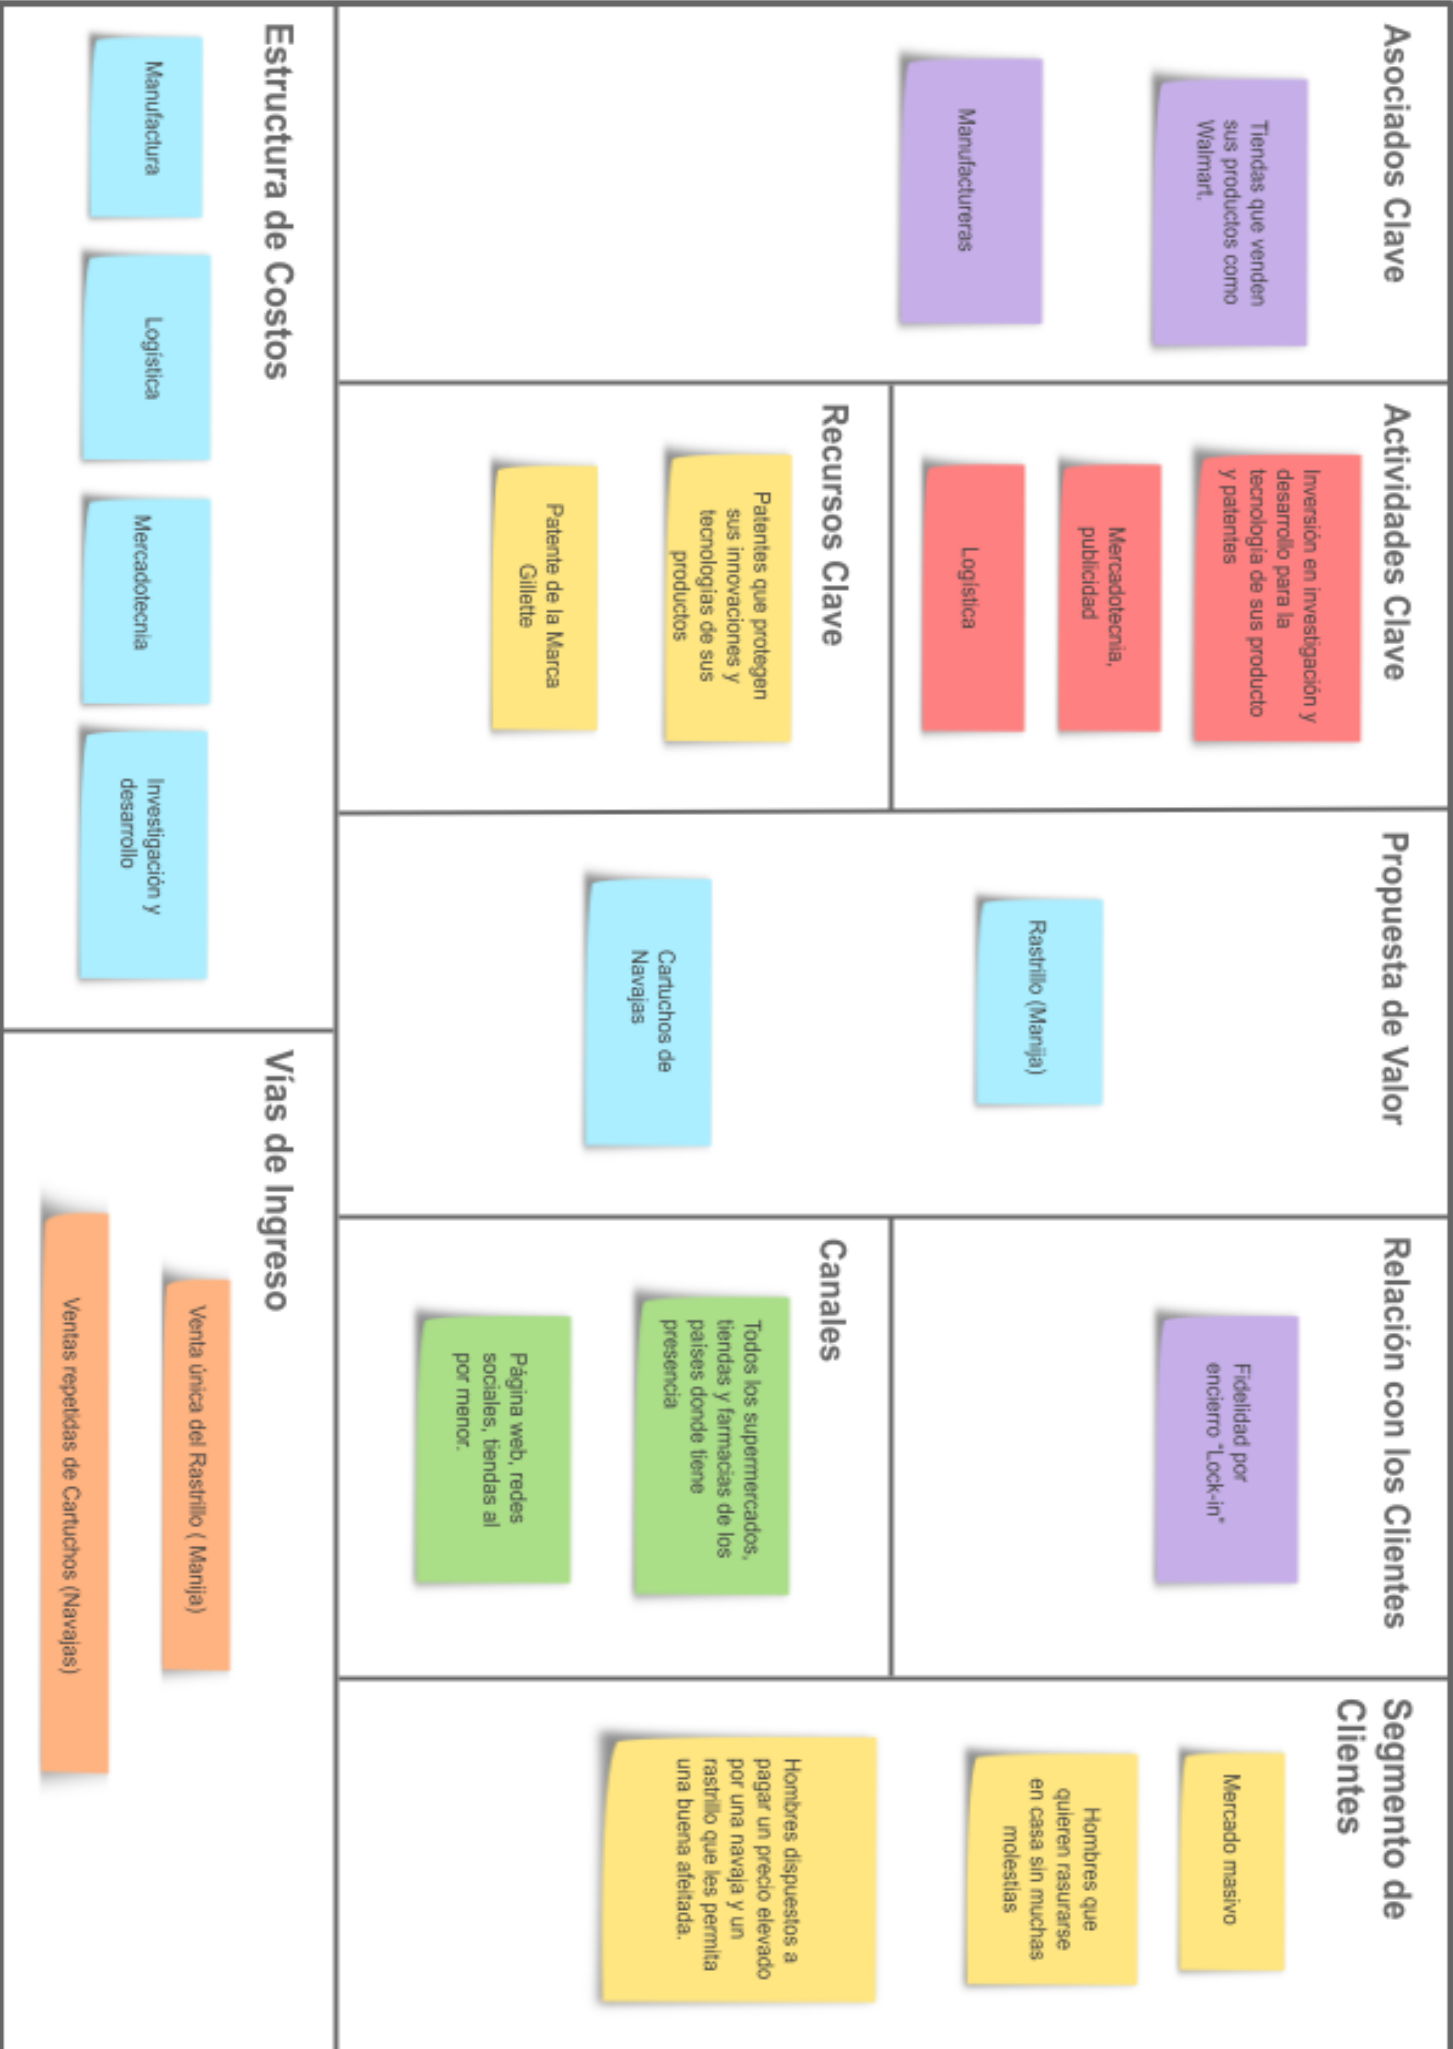 Asociados Clave
Tiendas que venden
sus productos como
Walmart.
Manufactureras
Actividades Clave
Inversión en investigación y
desarrollo para la
tecnología de sus producto
y patentes
Mercadotecnia,
publicidad
Logística
Recursos Clave
Patentes que protegen
sus innovaciones y
tecnologías de sus
productos
Patente de la Marca
Gillette
Propuesta de Valor
Rastrillo (Manija)
Cartuchos de
Navajas
Relación con los Clientes
Fidelidad por
encierro "Lock-in"
Canales
Todos los supermercados,
tiendas y farmacias de los
paises donde tiene
presencia
Página web, redes
sociales, tiendas al
por menor.
Segmento de
Clientes
Mercado masivo
Hombres que
quieren rasurarse
en casa sin muchas
molestias
Hombres dispuestos a
pagar un precio elevado
por una navaja y un
rastrillo que les permita
una buena afeitada.
Estructura de Costos
Manufactura
Logística
Mercadotecnia
Investigación y
desarrollo
Vías de Ingreso
Venta única del Rastrillo ( Manija)
Ventas repetidas de Cartuchos (Navajas)